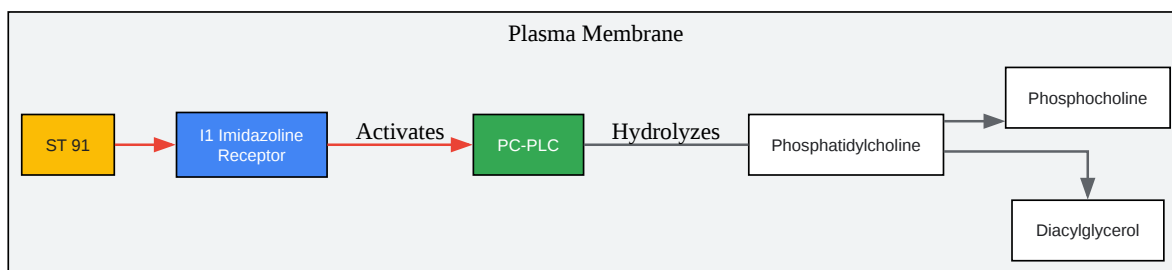 Plasma Membrane
ST 91
I1 Imidazoline
Receptor
Activates
PC-PLC
Hydrolyzes
Phosphatidylcholine
Phosphocholine
Diacylglycerol